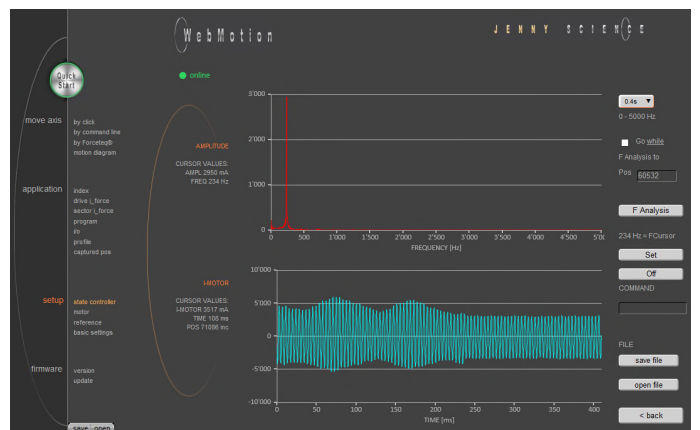 WebMotion
JENNY SCIENCE
Quick
Start
online
move axis
by click
by command line
by Forceteq®
motion diagram
application
index
drive i_force
sector i_force
program
i/o
profile
captured pos
setup
state controller
motor
reference
basic settings
firmware
version
update
save open
AMPLITUDE
CURSOR VALUES:
AMPL 2950 mA
FREQ 234 Hz
3'000
2'000
1'000
0
0 500 1'000 1'500 2'000 2'500 3'000 3'500 4'000 4'500 5'00
FREQUENCY [Hz]
I-MOTOR
CURSOR VALUES:
I-MOTOR 3517 mA
TIME 188 ms
POS 71086 inc
10'000
5'000
0
-5'000
-10'000
0 50 100 150 200 250 300 350 400
TIME [ms]
0.4s
0 - 5000 Hz
Go while
F Analysis to
Pos 60532
F Analysis
234 Hz = FCursor
Set
Off
COMMAND
FILE
save file
open file
< back